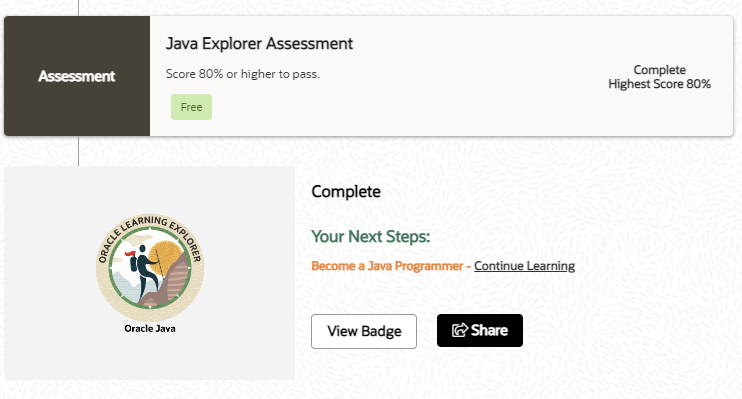 Java Explorer Assessment
Assessment
Score 80% or higher to pass.
Complete
Highest Score 80%
Free
ORACLE LEARNING EXPLORER
Oracle Java
Complete
Your Next Steps:
Become a Java Programmer - Continue Learning
View Badge
Share